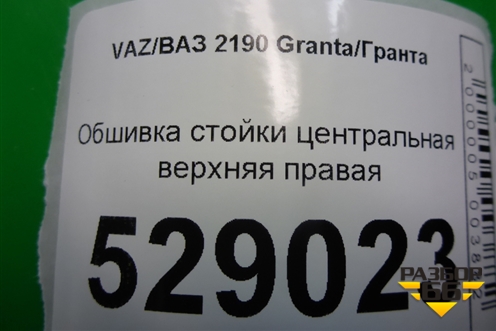 VAZ/ВАЗ 2190 Granta/Гранта
Обшивка стойки центральная
верхняя правая
529023
РАЗБОР
66